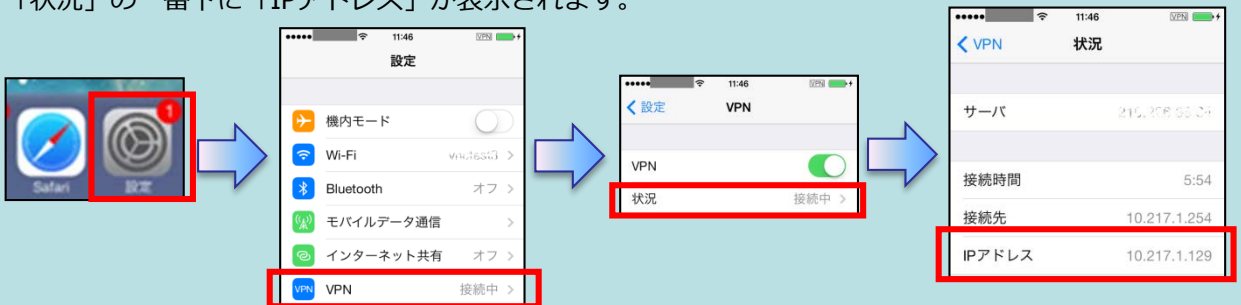 「状況」の一番下に「IPアドレス」が表示されます。
Safari
設定
1
11:46
VPN
設定
機内モード
Wi-Fi
Bluetooth
オフ
モバイルデータ通信
インターネット共有
オフ
VPN
VPN
接続中
11:46
VPN
設定
VPN
VPN
状況
接続中
11:46
VPN
VPN
状況
サーバ
接続時間
5:54
接続先
10.217.1.254
IPアドレス
10.217.1.129